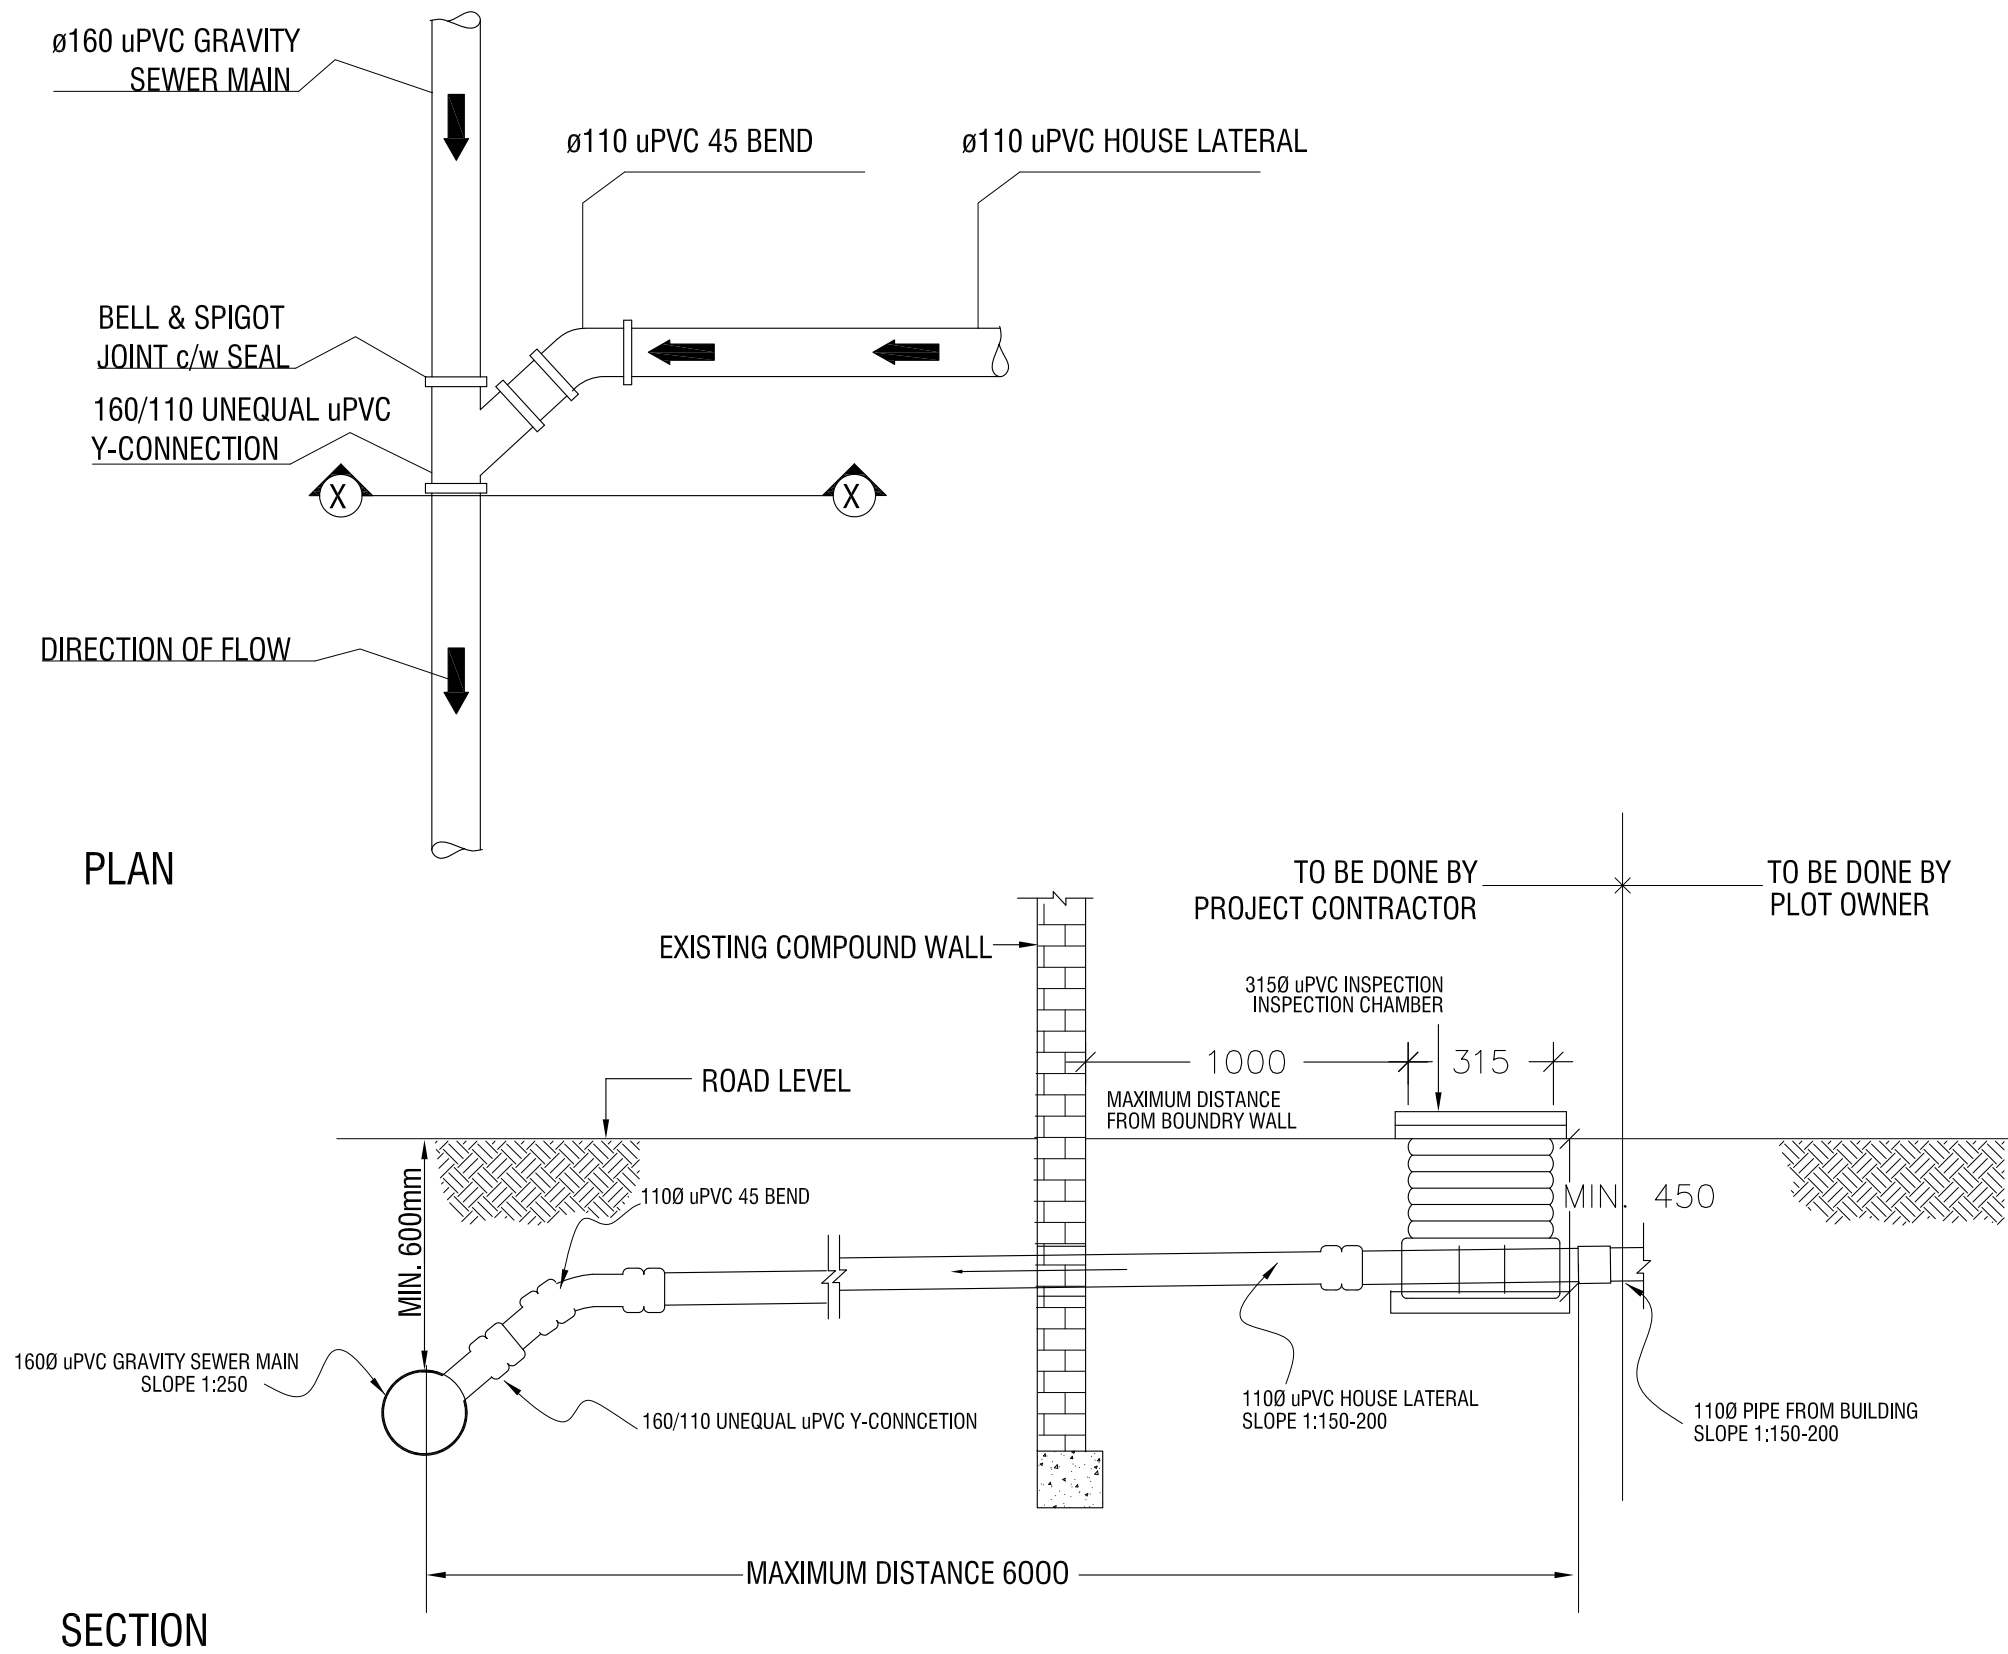 ø160 uPVC GRAVITY
SEWER MAIN
ø110 uPVC 45 BEND
ø110 uPVC HOUSE LATERAL
BELL & SPIGOT
JOINT c/w SEAL
160/110 UNEQUAL uPVC
Y-CONNECTION
X
X
DIRECTION OF FLOW
PLAN
TO BE DONE BY
PROJECT CONTRACTOR
TO BE DONE BY
PLOT OWNER
EXISTING COMPOUND WALL
315Ø uPVC INSPECTION
INSPECTION CHAMBER
1000
315
ROAD LEVEL
MAXIMUM DISTANCE
FROM BOUNDRY WALL
MIN. 600mm
110Ø uPVC 45 BEND
MIN. 450
160Ø uPVC GRAVITY SEWER MAIN
SLOPE 1:250
160/110 UNEQUAL uPVC Y-CONNCETION
110Ø uPVC HOUSE LATERAL
SLOPE 1:150-200
110Ø PIPE FROM BUILDING
SLOPE 1:150-200
MAXIMUM DISTANCE 6000
SECTION